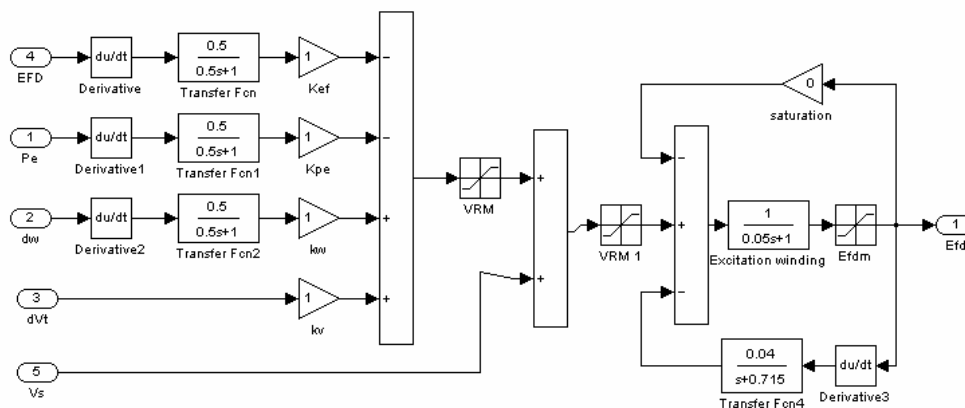 4
EFD
du/dt
Derivative
0.5
0.5s+1
Transfer Fcn
1
Kef
-
1
Pe
du/dt
Derivative1
0.5
0.5s+1
Transfer Fcn1
1
Kpe
-
2
dw
du/dt
Derivative2
0.5
0.5s+1
Transfer Fcn2
1
kw
+
3
dVt
1
kv
+
5
Vs
VRM
+
+
VRM 1
0
saturation
-
+
-
1
0.05s+1
Excitation winding
Efdm
1
Efd
0.04
s+0.715
Transfer Fcn4
du/dt
Derivative3